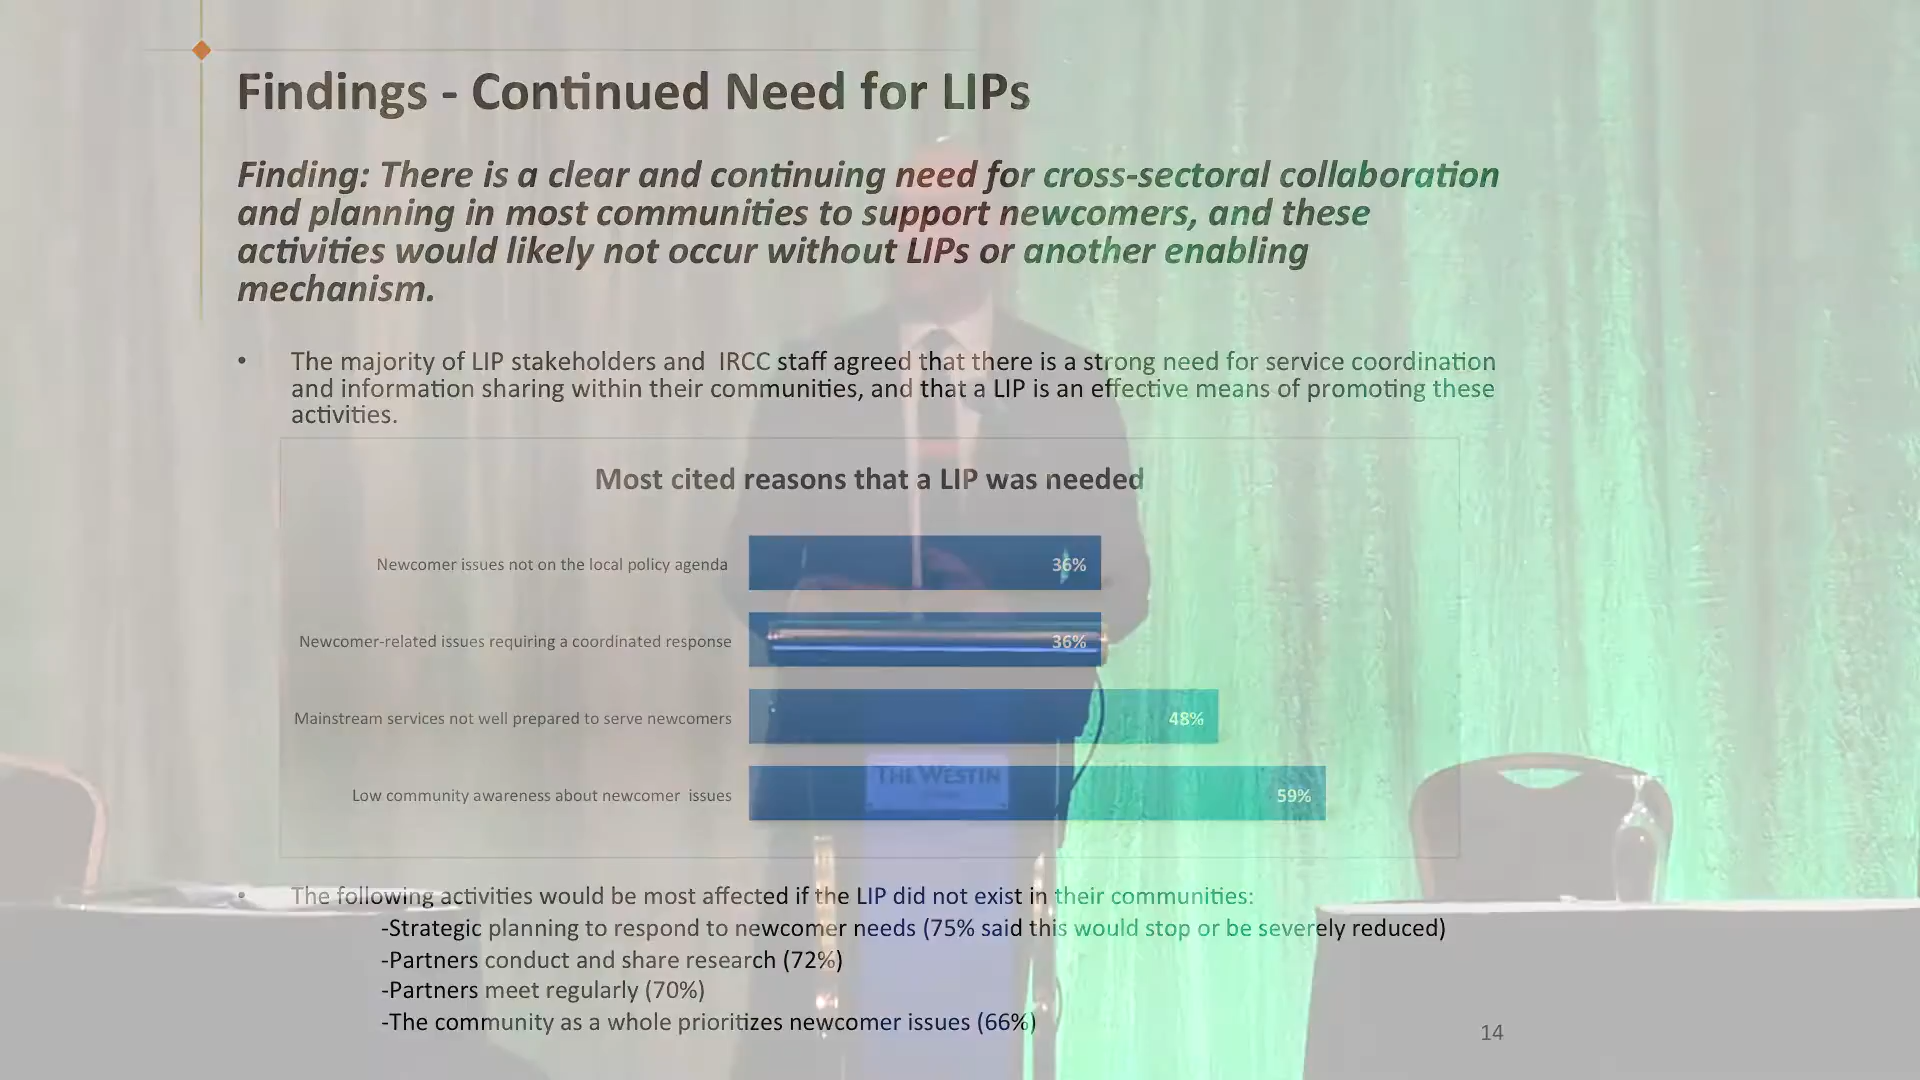 Findings - Continued Need for LIPs
Finding: There is a clear and continuing need for cross-sectoral collaboration
and planning in most communities to support newcomers, and these
activities would likely not occur without LIPs or another enabling
mechanism.
• The majority of LIP stakeholders and  IRCC staff agreed that there is a strong need for service coordination
and information sharing within their communities, and that a LIP is an effective means of promoting these
activities.
Most cited reasons that a LIP was needed
Newcomer issues not on the local policy agenda 36%
Newcomer-related issues requiring a coordinated response 36%
Mainstream services not well prepared to serve newcomers 48%
THE WESTIN
Low community awareness about newcomer  issues 59%
• The following activities would be most affected if the LIP did not exist in their communities:
-Strategic planning to respond to newcomer needs (75% said this would stop or be severely reduced)
-Partners conduct and share research (72%)
-Partners meet regularly (70%)
-The community as a whole prioritizes newcomer issues (66%)
14